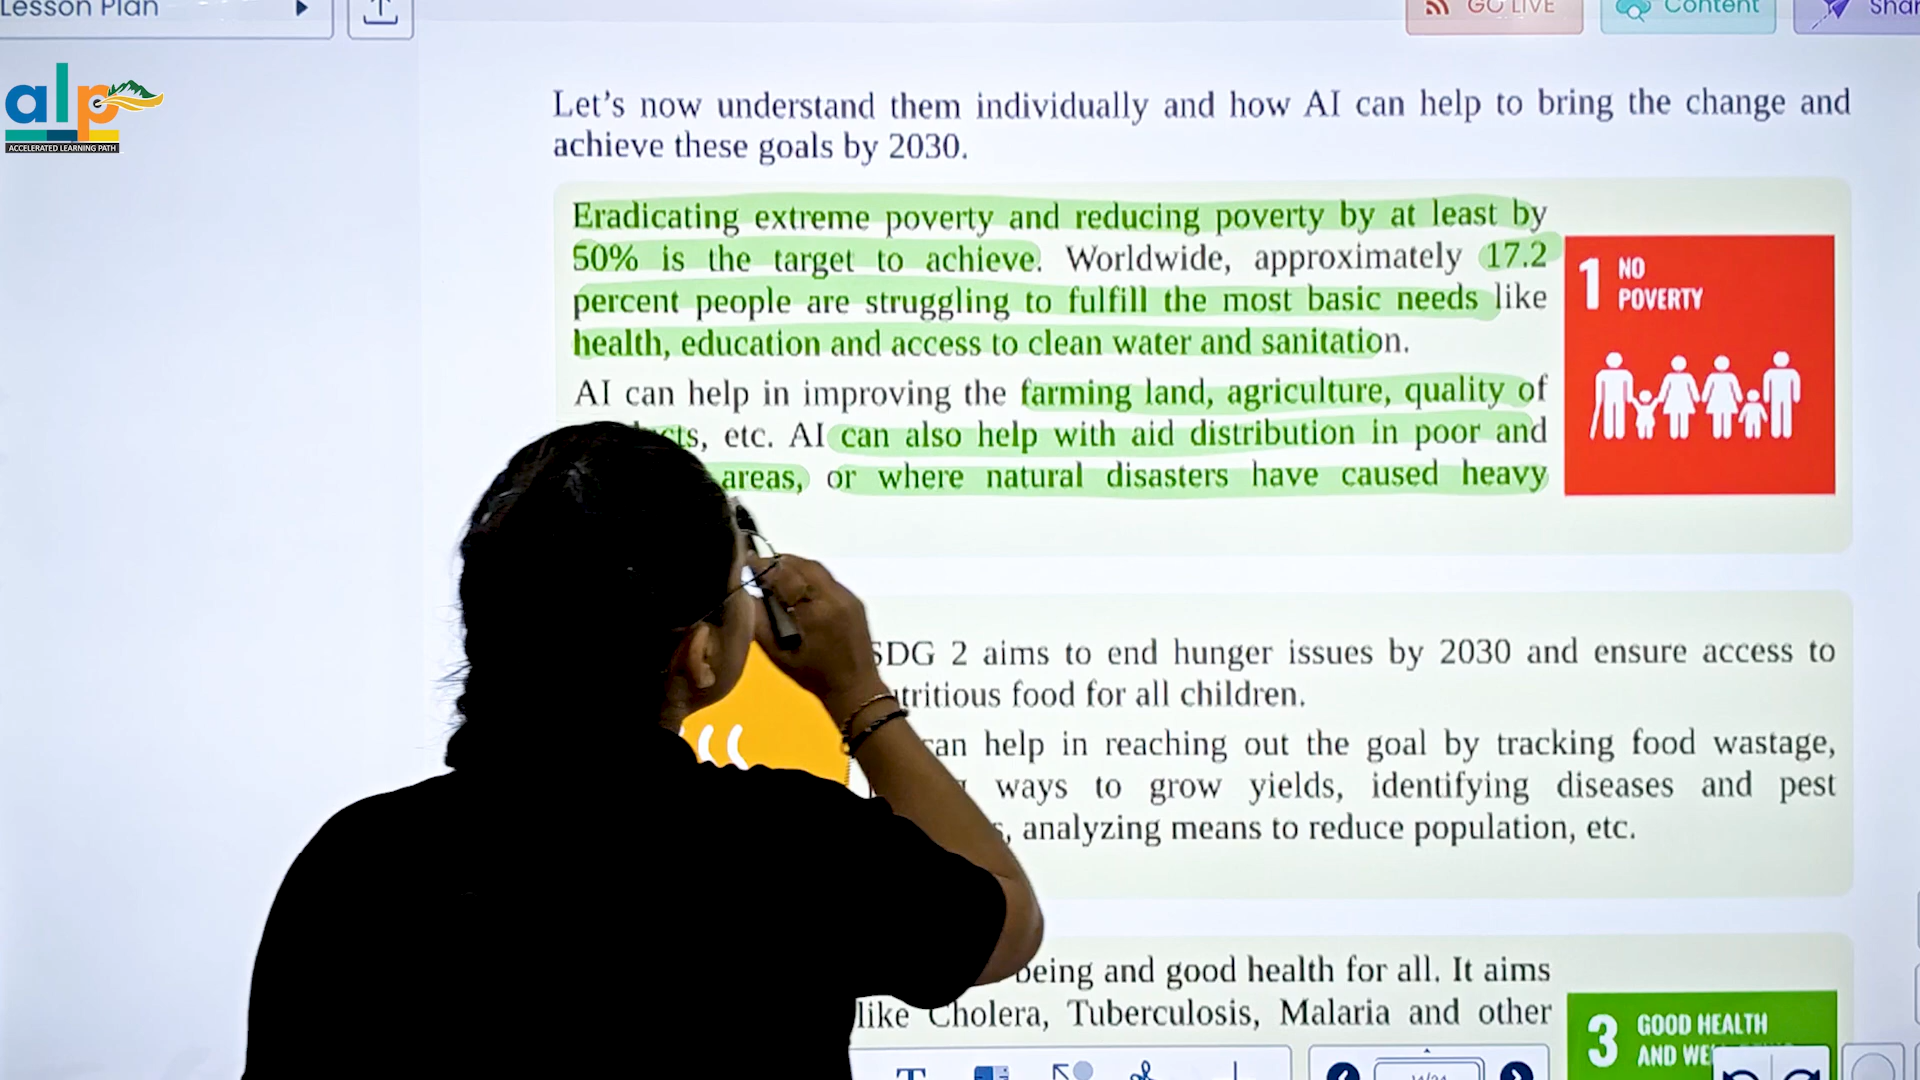 Lesson Plan
GO LIVE
Content
alp
ACCELERATED LEARNING PATH
Let's now understand them individually and how AI can help to bring the change and
achieve these goals by 2030.
Eradicating extreme poverty and reducing poverty by at least by
50% is the target to achieve. Worldwide, approximately 17.2
percent people are struggling to fulfill the most basic needs like
health, education and access to clean water and sanitation.
AI can help in improving the farming land, agriculture, quality of
etc. AI can also help with aid distribution in poor and
areas, or where natural disasters have caused heavy
1 NO
POVERTY
SDG 2 aims to end hunger issues by 2030 and ensure access to
food for all children.
can help in reaching out the goal by tracking food wastage,
ways to grow yields, identifying diseases and pest
analyzing means to reduce population, etc.
being and good health for all. It aims
like Cholera, Tuberculosis, Malaria and other
3 GOOD HEALTH
AND